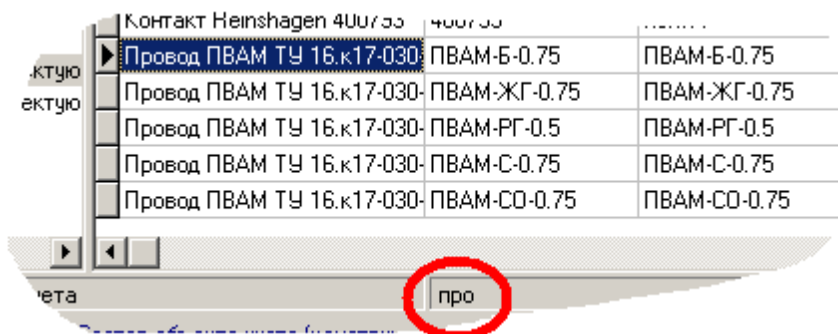 Контакт Heinshagen 400733 400733
Провод ПВАМ ТУ 16.к17-030- ПВАМ-Б-0.75 ПВАМ-Б-0.75
ектую
Провод ПВАМ ТУ 16.к17-030- ПВАМ-ЖГ-0.75 ПВАМ-ЖГ-0.75
ектую
Провод ПВАМ ТУ 16.к17-030- ПВАМ-РГ-0.5 ПВАМ-РГ-0.5
Провод ПВАМ ТУ 16.к17-030- ПВАМ-С-0.75 ПВАМ-С-0.75
Провод ПВАМ ТУ 16.к17-030- ПВАМ-СО-0.75 ПВАМ-СО-0.75
чета про